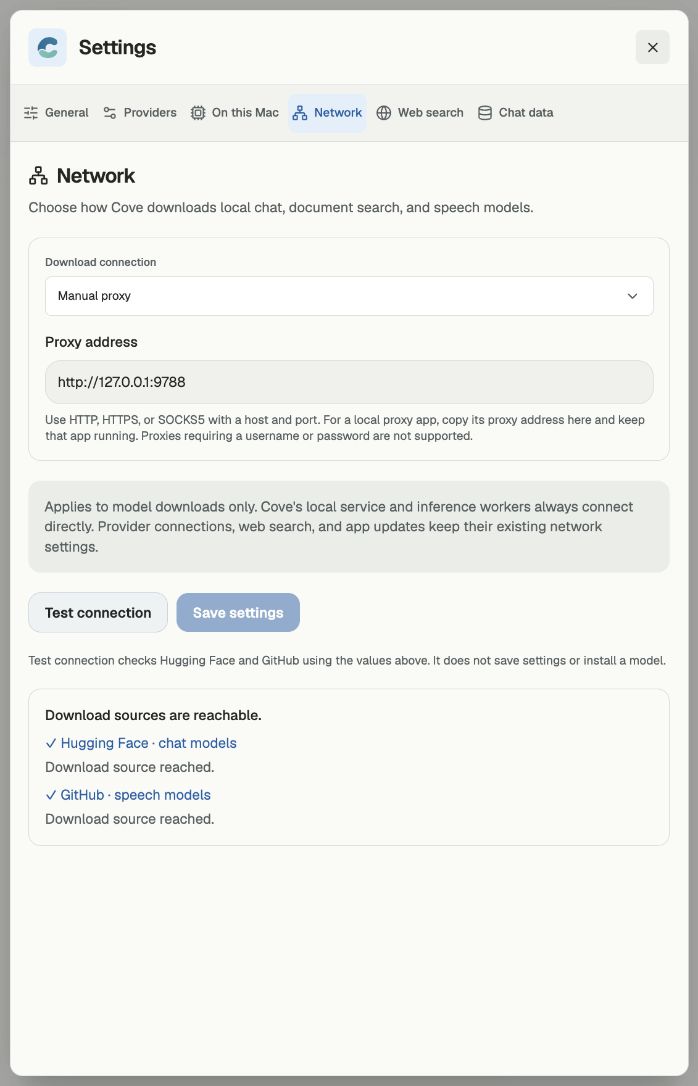 Settings
General
Providers
On this Mac
Network
Web search
Chat data
Network
Choose how Cove downloads local chat, document search, and speech models.
Download connection
Manual proxy
Proxy address
http://127.0.0.1:9788
Use HTTP, HTTPS, or SOCKS5 with a host and port. For a local proxy app, copy its proxy address here and keep
that app running. Proxies requiring a username or password are not supported.
Applies to model downloads only. Cove's local service and inference workers always connect
directly. Provider connections, web search, and app updates keep their existing network
settings.
Test connection
Save settings
Test connection checks Hugging Face and GitHub using the values above. It does not save settings or install a model.
Download sources are reachable.
✓ Hugging Face · chat models
Download source reached.
✓ GitHub · speech models
Download source reached.